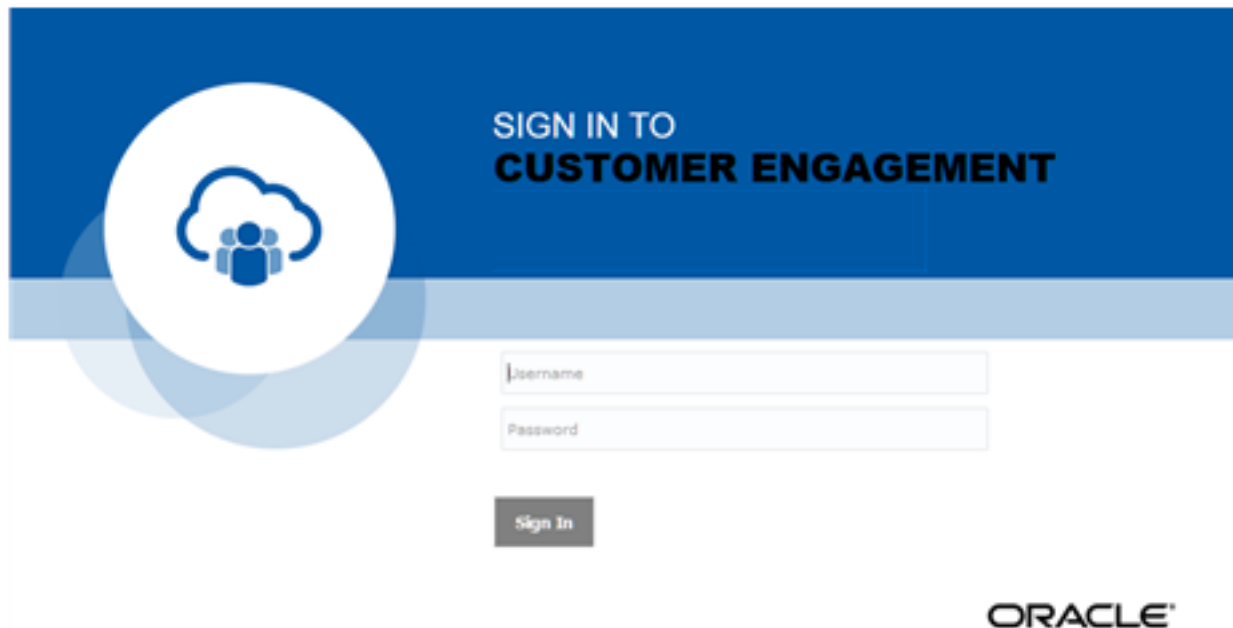 SIGN IN TO
CUSTOMER ENGAGEMENT
Username
Password
Sign In
ORACLE®